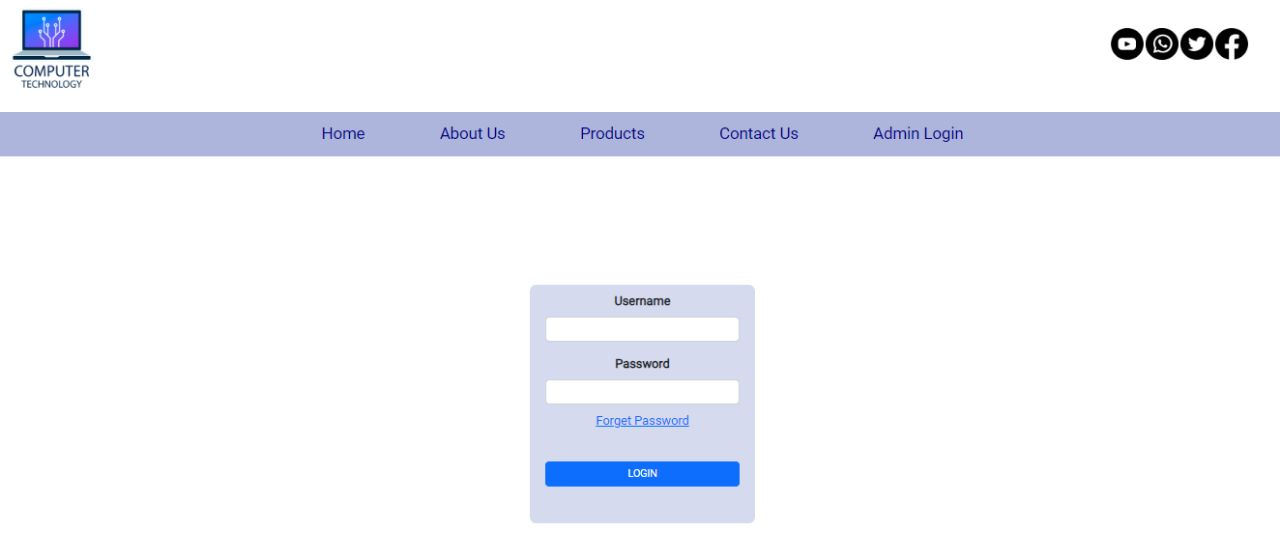 COMPUTER
TECHNOLOGY
Home About Us Products Contact Us Admin Login
Username
Password
Forget Password
LOGIN